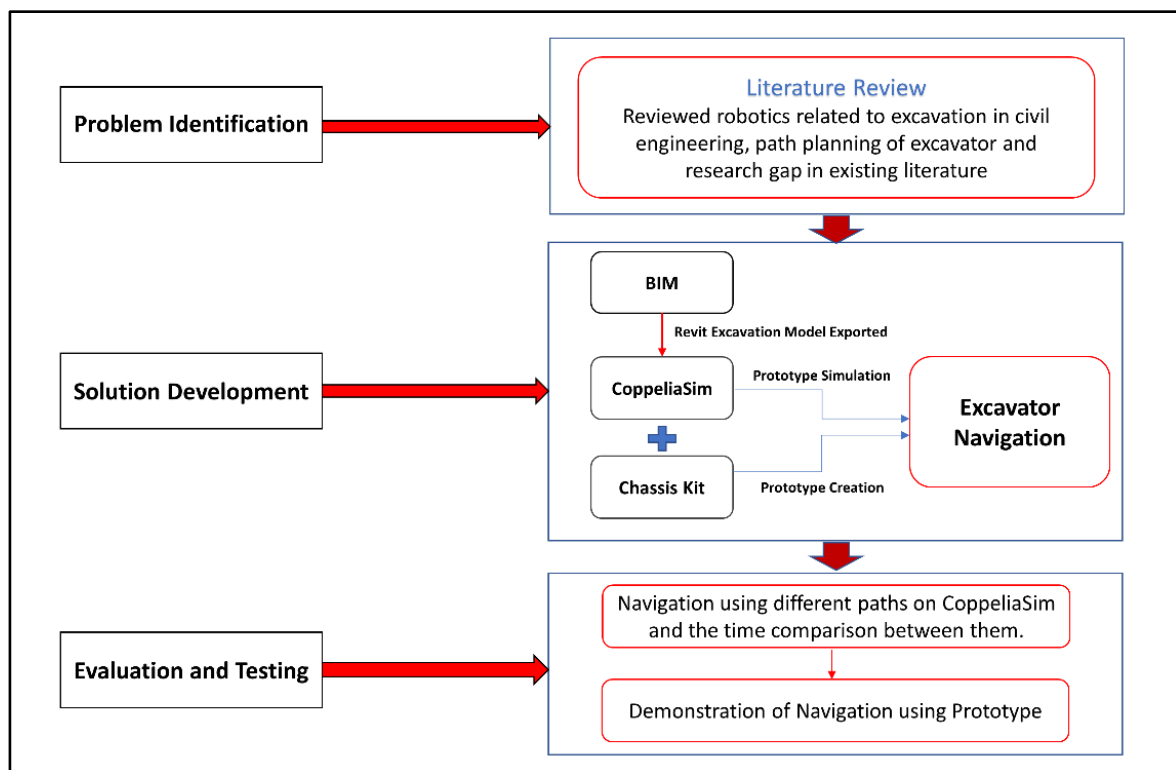 Problem Identification
Literature Review
Reviewed robotics related to excavation in civil
engineering, path planning of excavator and
research gap in existing literature
Solution Development
BIM
Revit Excavation Model Exported
CoppeliaSim
Prototype Simulation
Chassis Kit
Prototype Creation
Excavator
Navigation
Evaluation and Testing
Navigation using different paths on CoppeliaSim
and the time comparison between them.
Demonstration of Navigation using Prototype